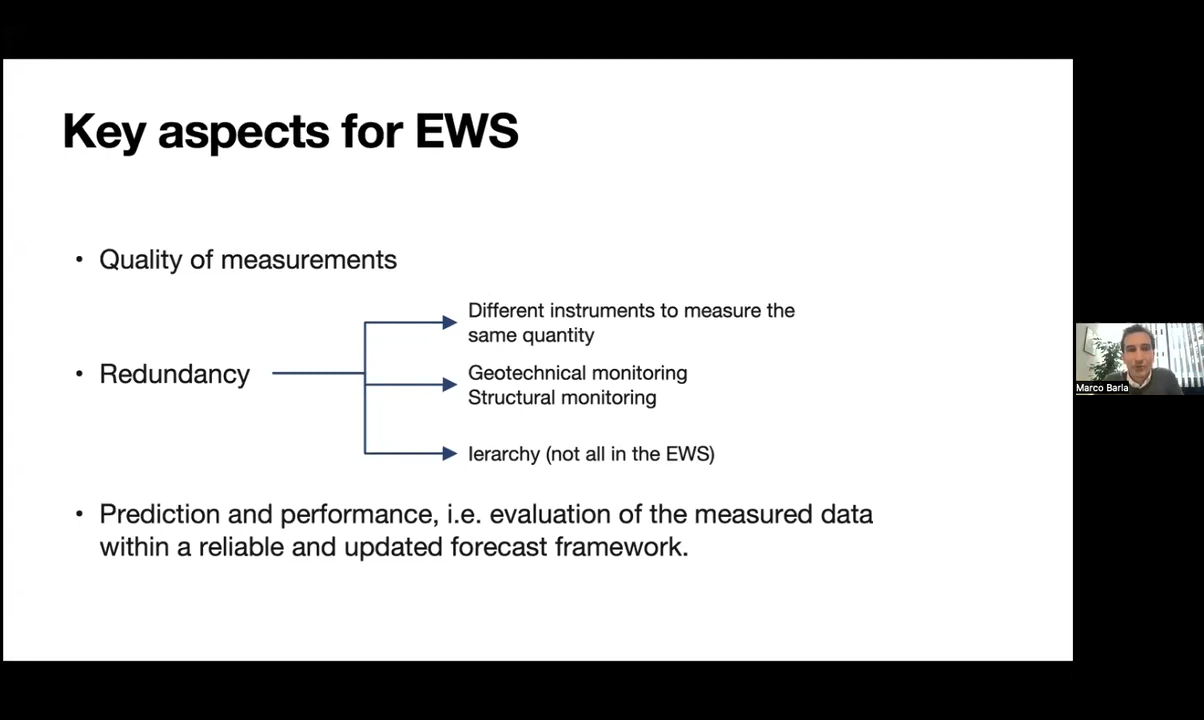 Key aspects for EWS
• Quality of measurements
• Redundancy
Different instruments to measure the
same quantity
Geotechnical monitoring
Structural monitoring
Ierarchy (not all in the EWS)
• Prediction and performance, i.e. evaluation of the measured data
within a reliable and updated forecast framework.
Marco Barla